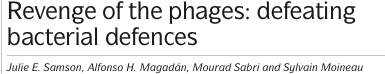 Revenge of the phages: defeating
bacterial defences
Julie E. Samson, Alfonso H. Magadán, Mourad Sabri and Sylvain Moineau